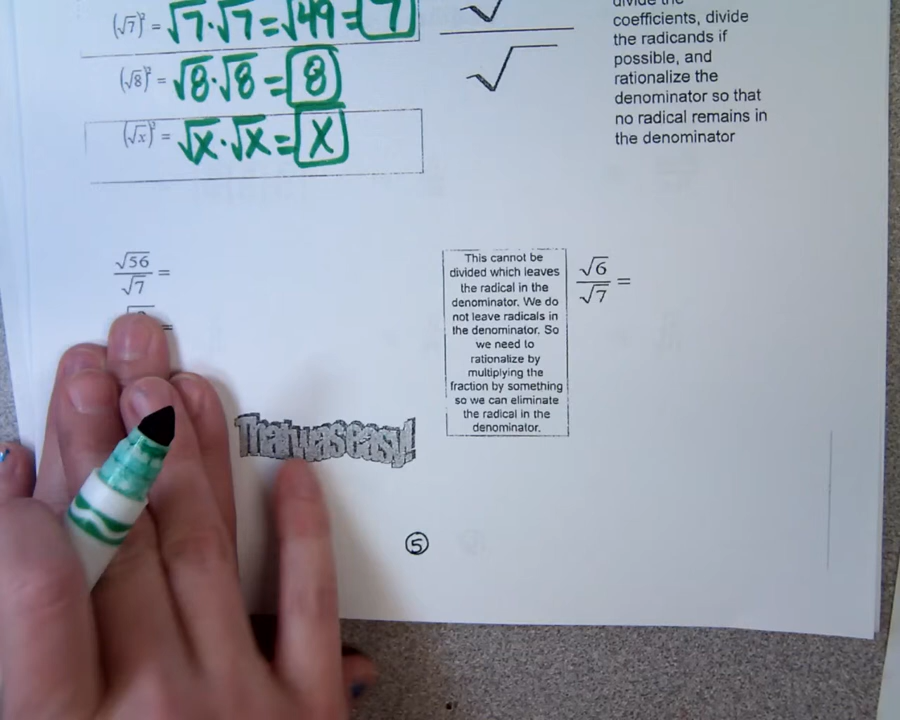 (√7)² = √7·√7=√49=7
(√8)² = √8·√8=8
(√x)² = √x·√x=x
√
√
divide the
coefficients, divide
the radicands if
possible, and
rationalize the
denominator so that
no radical remains in
the denominator
√56/√7 =
=
That was easy!
This cannot be
divided which leaves
the radical in the
denominator. We do
not leave radicals in
the denominator. So
we need to
rationalize by
multiplying the
fraction by something
so we can eliminate
the radical in the
denominator.
√6/√7 =
5